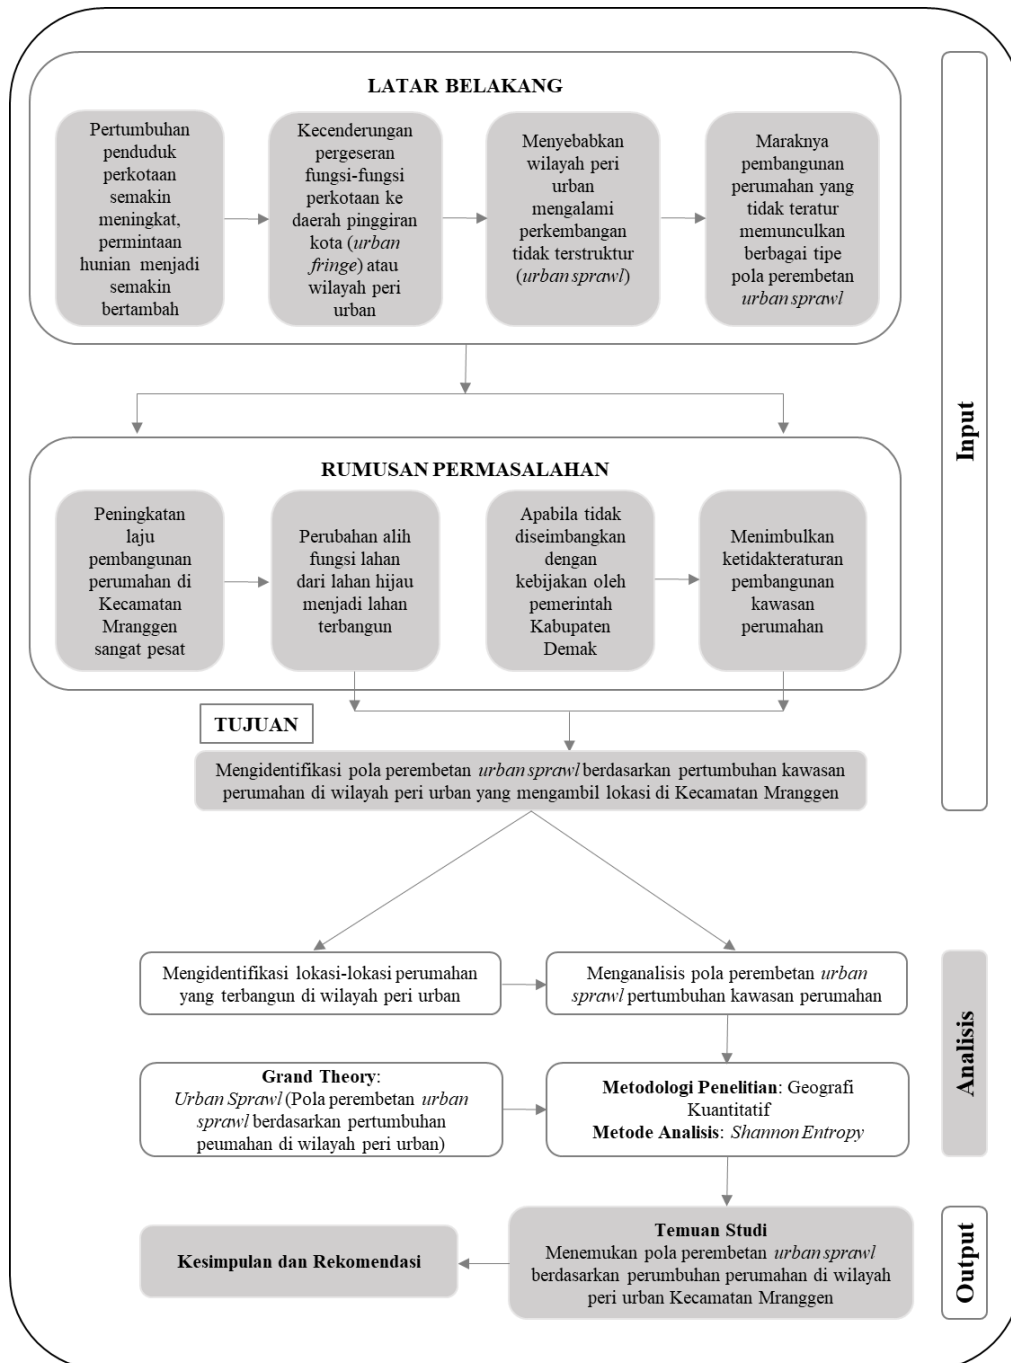 LATAR BELAKANG
Pertumbuhan
penduduk
perkotaan
semakin
meningkat,
permintaan
hunian menjadi
semakin
bertambah
Kecenderungan
pergeseran
fungsi-fungsi
perkotaan ke
daerah pinggiran
kota (urban
fringe) atau
wilayah peri
urban
Menyebabkan
wilayah peri
urban
mengalami
perkembangan
tidak terstruktur
(urban sprawl)
Maraknya
pembangunan
perumahan yang
tidak teratur
memunculkan
berbagai tipe
pola perembetan
urban sprawl
RUMUSAN PERMASALAHAN
Peningkatan
laju
pembangunan
perumahan di
Kecamatan
Mranggen
sangat pesat
Perubahan alih
fungsi lahan
dari lahan hijau
menjadi lahan
terbangun
Apabila tidak
diseimbangkan
dengan
kebijakan oleh
pemerintah
Kabupaten
Demak
Menimbulkan
ketidakteraturan
pembangunan
kawasan
perumahan
Input
TUJUAN
Mengidentifikasi pola perembetan urban sprawl berdasarkan pertumbuhan kawasan
perumahan di wilayah peri urban yang mengambil lokasi di Kecamatan Mranggen
Mengidentifikasi lokasi-lokasi perumahan
yang terbangun di wilayah peri urban
Menganalisis pola perembetan urban
sprawl pertumbuhan kawasan perumahan
Grand Theory:
Urban Sprawl (Pola perembetan urban
sprawl berdasarkan pertumbuhan
peumahan di wilayah peri urban)
Metodologi Penelitian: Geografi
Kuantitatif
Metode Analisis: Shannon Entropy
Analisis
Temuan Studi
Menemukan pola perembetan urban sprawl
berdasarkan perumbuhan perumahan di wilayah
peri urban Kecamatan Mranggen
Kesimpulan dan Rekomendasi
Output